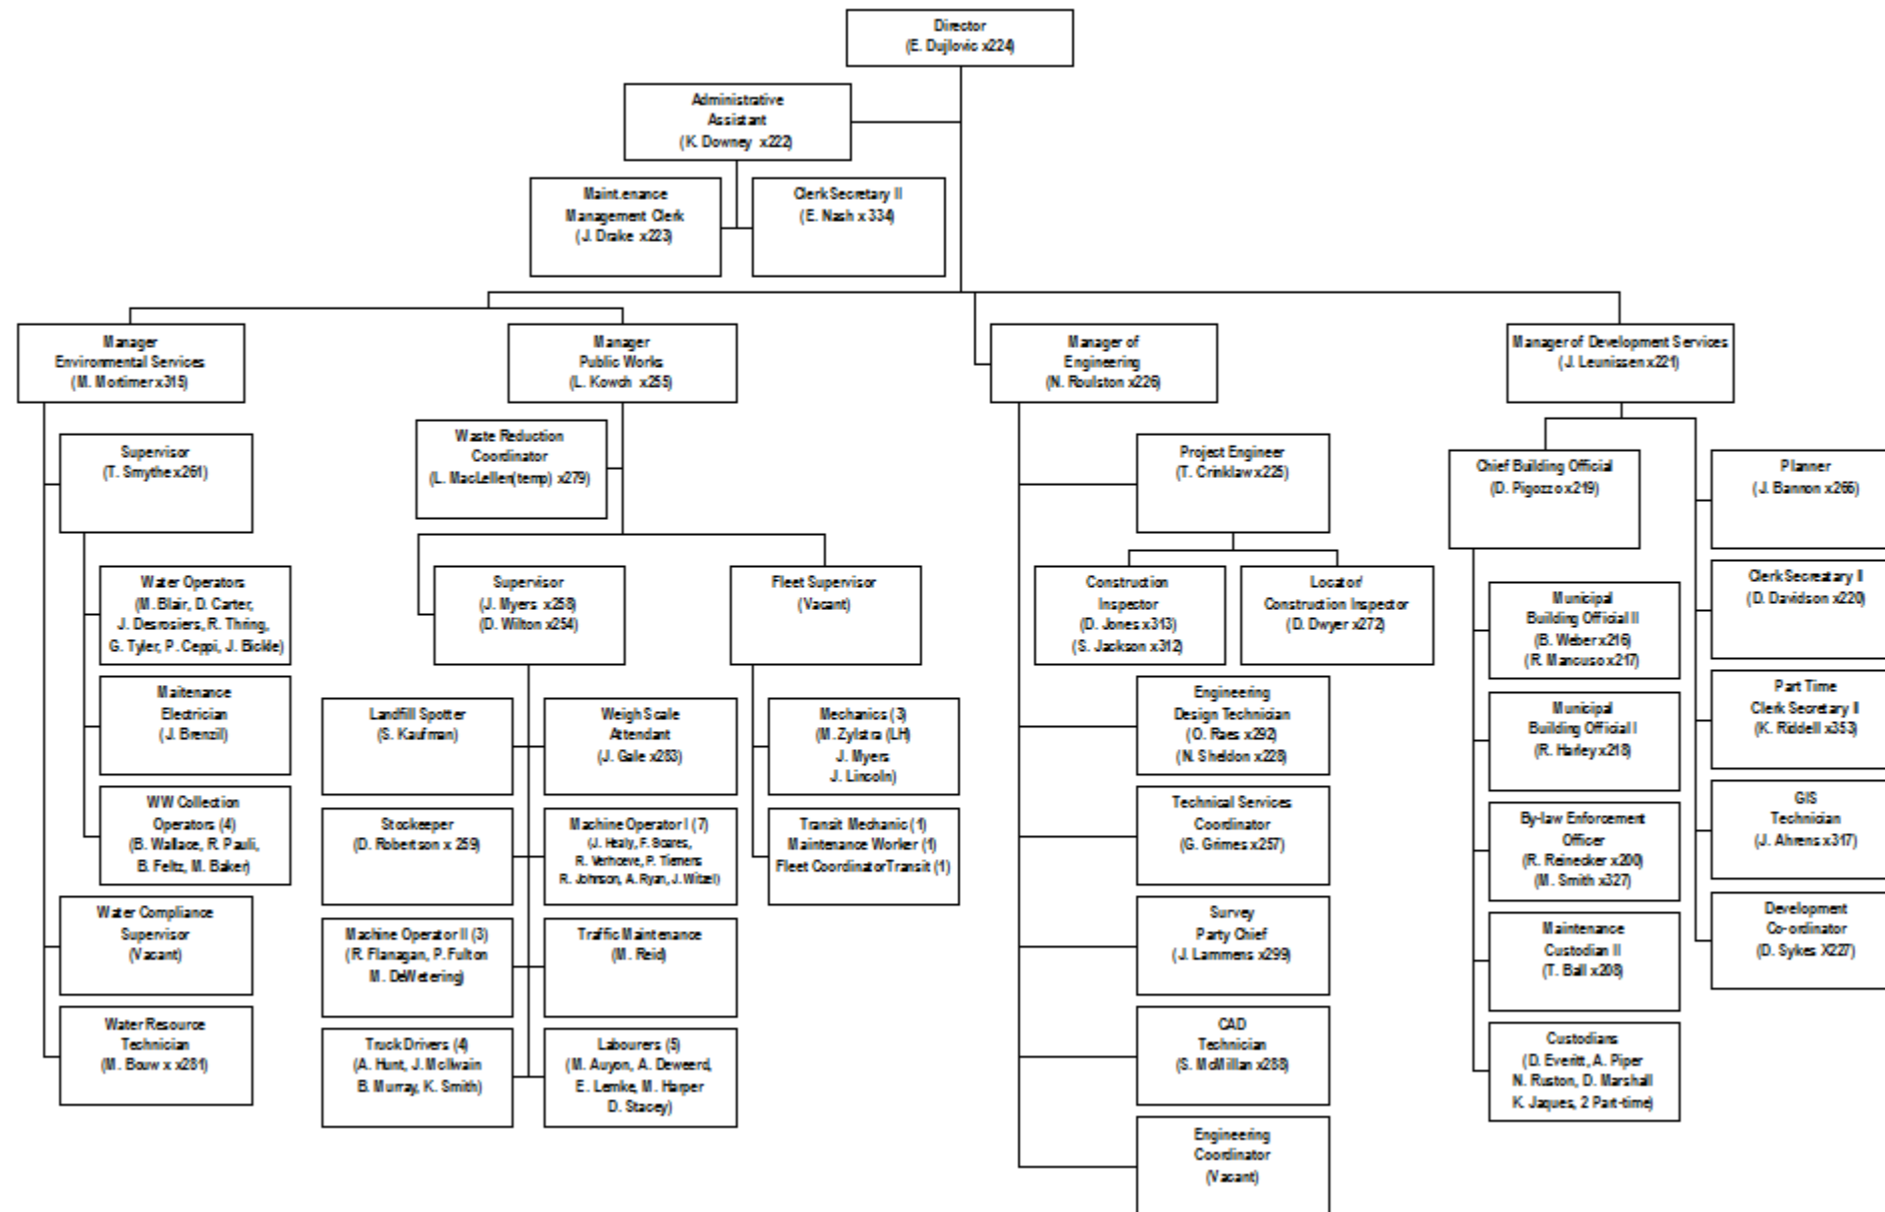 Director
(E. Dujlovic x224)
Administrative
Assistant
(K. Downey x222)
Maint.enance
Management Clerk
(J. Drake x223)
Clerk Secretary II
(E. Nash x 334)
Manager
Environmental Services
(M. Mortimer x315)
Manager
Public Works
(L. Kowch x255)
Manager of
Engineering
(N. Roulston x226)
Manager of Development Services
(J. Leunissen x221)
Supervisor
(T. Smythe x261)
Water Operators
(M. Blair, D. Carter,
J. Desrosiers, R. Thring,
G. Tyler, P. Ceppi, J. Bickle)
Maitenance
Electrician
(J. Brenzil)
WW Collection
Operators (4)
(B. Wallace, R. Pauli,
B. Feltz, M. Baker)
Water Compliance
Supervisor
(Vacant)
Water Resource
Technician
(M. Bouw x x281)
Waste Reduction
Coordinator
(L. MacLellen(temp) x279)
Supervisor
(J. Myers x258)
(D. Wilton x254)
Fleet Supervisor
(Vacant)
Landfill Spotter
(S. Kaufman)
Weigh Scale
Attendant
(J. Gale x283)
Stockeeper
(D. Robertson x 259)
Machine Operator I (7)
(J. Healy, F. Soares,
R. Verhoeve, P. Tiemens
R. Johnson, A. Ryan, J. Witzel)
Machine Operator II (3)
(R. Flanagan, P. Fulton
M. DeWetering)
Traffic Maintenance
(M. Reid)
Truck Drivers (4)
(A. Hunt, J. McIlwain
B. Murray, K. Smith)
Labourers (5)
(M. Auyon, A. Deweerd,
E. Lemke, M. Harper
D. Stacey)
Mechanics (3)
(M. Zylstra (LH)
J. Myers
J. Lincoln)
Transit Mechanic (1)
Maintenance Worker (1)
Fleet Coordinator Transit (1)
Project Engineer
(T. Crinklaw x225)
Construction
Inspector
(D. Jones x313)
(S. Jackson x312)
Locator/
Construction Inspector
(D. Dwyer x272)
Engineering
Design Technician
(O. Raes x292)
(N. Sheldon x228)
Technical Services
Coordinator
(G. Grimes x257)
Survey
Party Chief
(J. Lammens x299)
CAD
Technician
(S. McMillan x288)
Engineering
Coordinator
(Vacant)
Chief Building Official
(D. Pigozzo x219)
Municipal
Building Official II
(B. Weber x216)
(R. Mancuso x217)
Municipal
Building Official I
(R. Harley x218)
By-law Enforcement
Officer
(R. Reinecker x200)
(M. Smith x327)
Maintenance
Custodian II
(T. Ball x208)
Custodians
(D. Everitt, A. Piper
N. Ruston, D. Marshall
K. Jaques, 2 Part-time)
Planner
(J. Bannon x266)
Clerk Secreatary II
(D. Davidson x220)
Part Time
Clerk Secretary II
(K. Riddell x353)
GIS
Technician
(J. Ahrens x317)
Development
Co-ordinator
(D. Sykes X227)